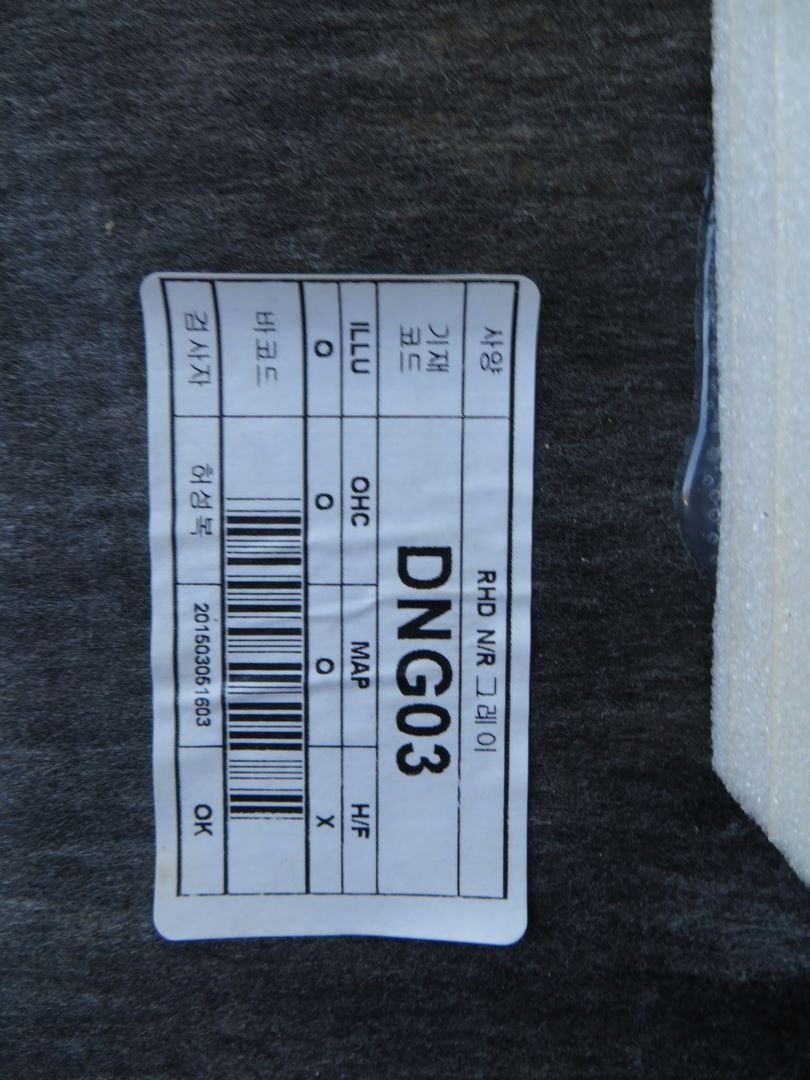 사양 RHD N/R 그레이
기재 코드 DNG03
ILLU OHC MAP H/F
O O O X
바코드
검사자 허성복 201503051603 OK